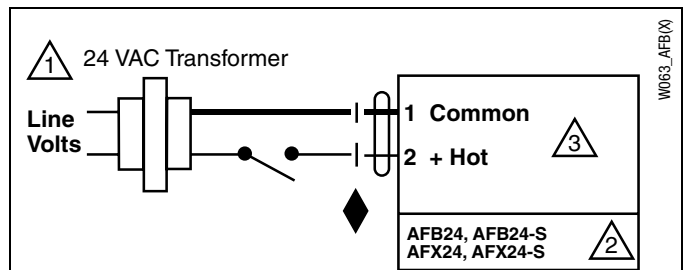 1 24 VAC Transformer
Line
Volts
1 Common
2 + Hot
3
AFB24, AFB24-S
AFX24, AFX24-S
2
W063_AFB(X)